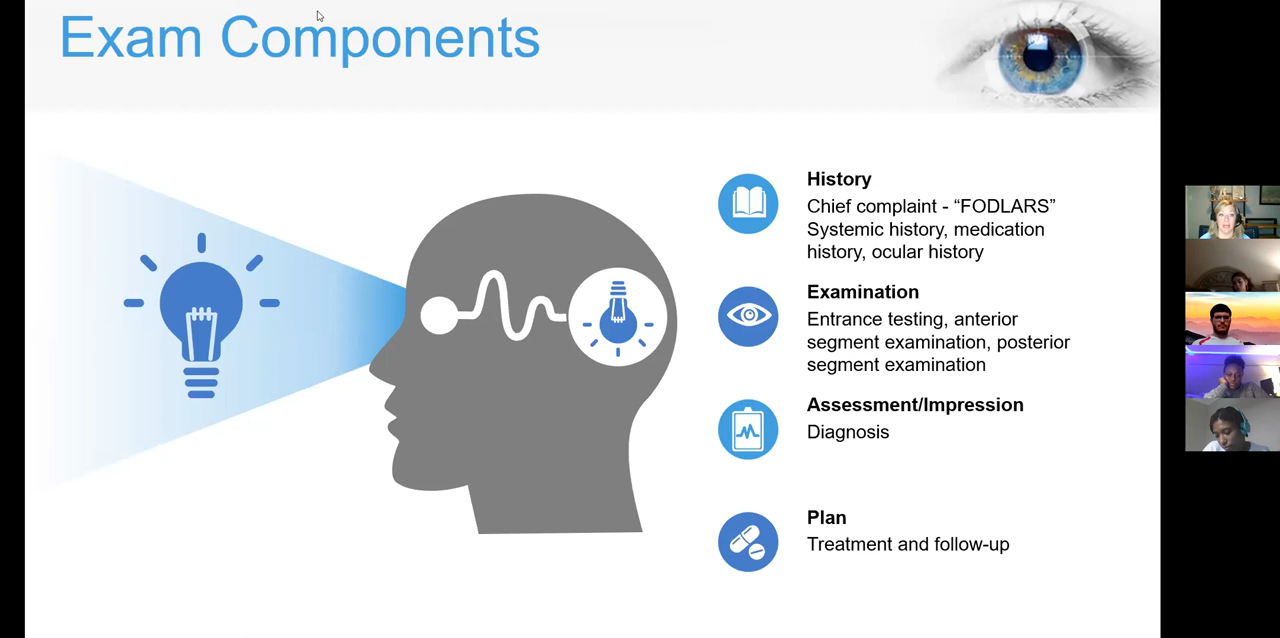 Exam Components
History
Chief complaint - “FODLARS”
Systemic history, medication
history, ocular history
Examination
Entrance testing, anterior
segment examination, posterior
segment examination
Assessment/Impression
Diagnosis
Plan
Treatment and follow-up